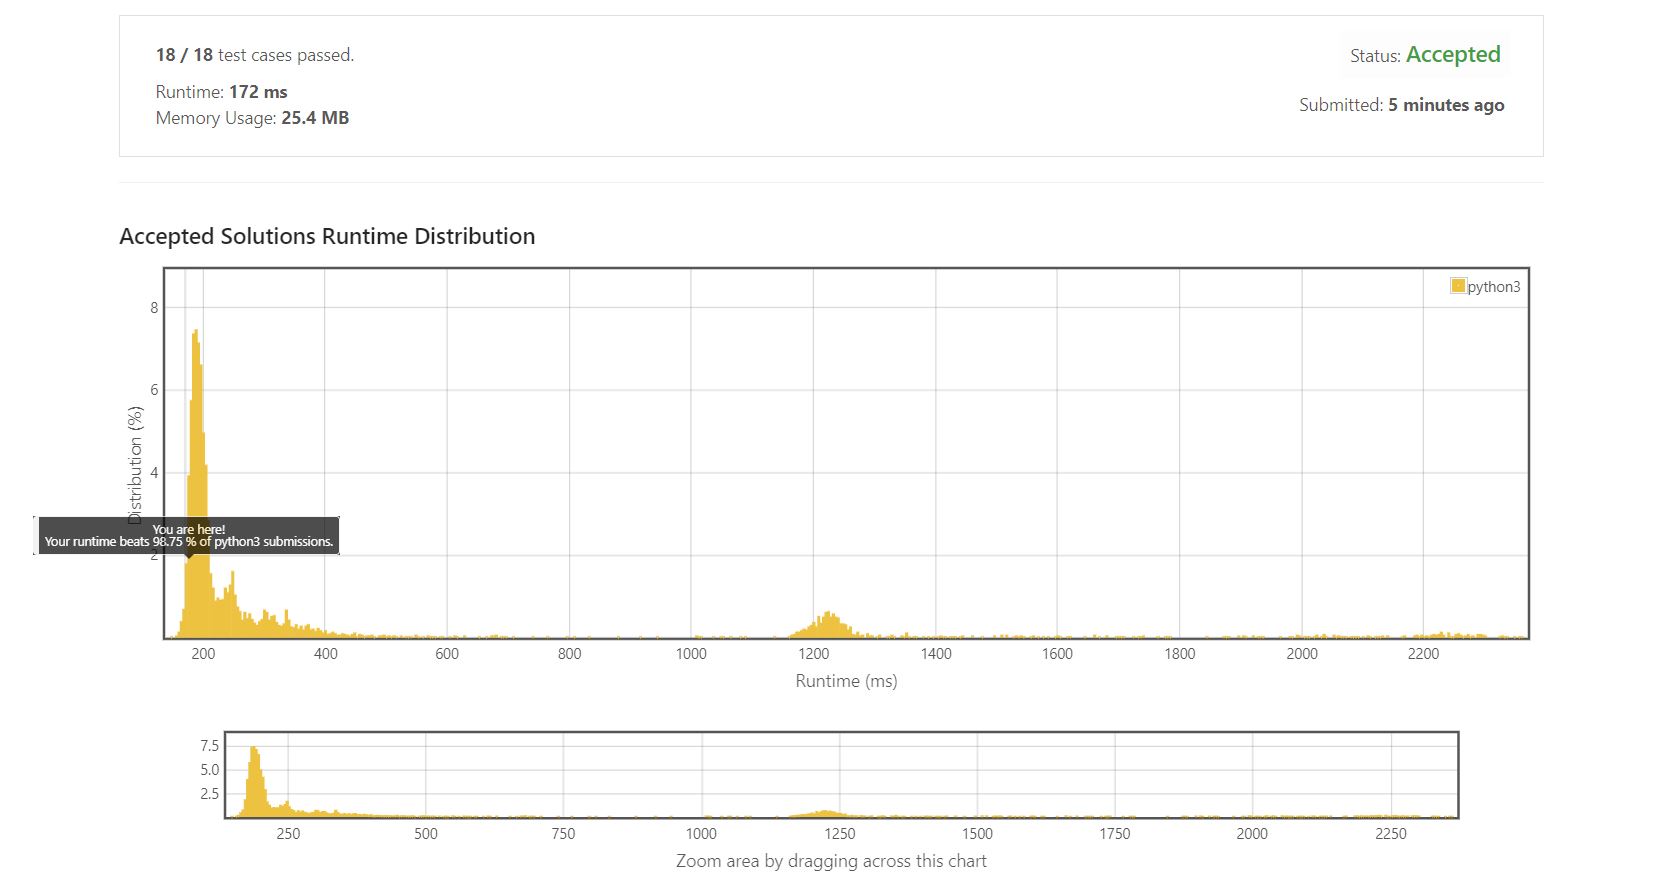 18 / 18 test cases passed.
Status: Accepted
Runtime: 172 ms
Submitted: 5 minutes ago
Memory Usage: 25.4 MB
Accepted Solutions Runtime Distribution
python3
8
6
4
2
Distribution (%)
You are here!
Your runtime beats 98.75 % of python3 submissions.
200 400 600 800 1000 1200 1400 1600 1800 2000 2200
Runtime (ms)
7.5
5.0
2.5
250 500 750 1000 1250 1500 1750 2000 2250
Zoom area by dragging across this chart